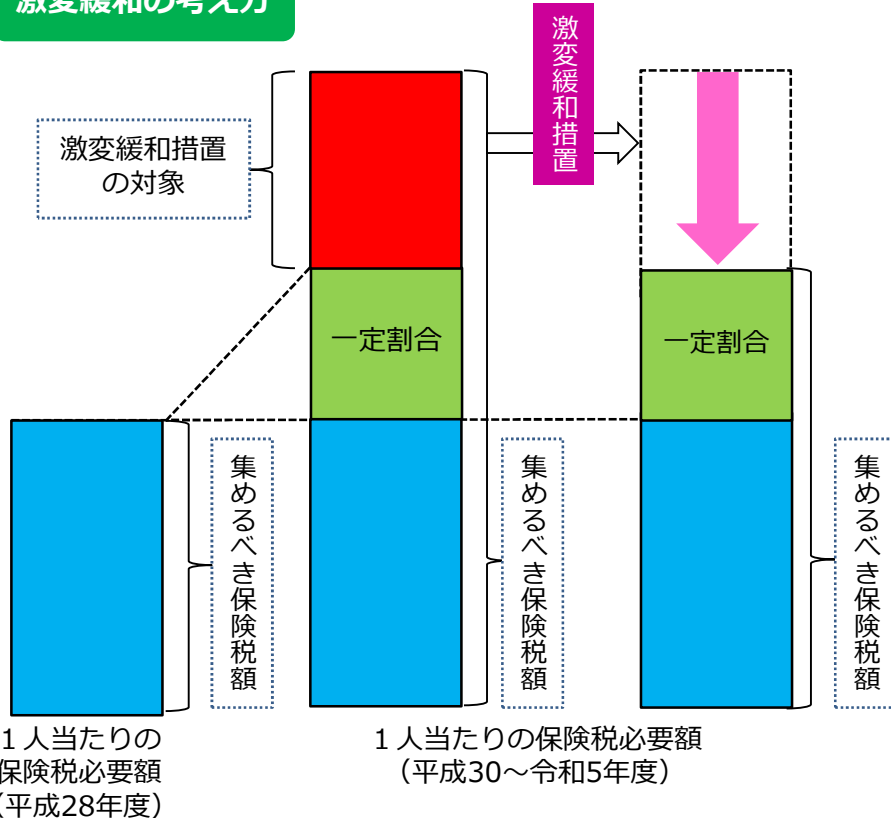 激変緩和の考え方
激変緩和措置
激変緩和措置
の対象
一定割合
一定割合
集めるべき保険税額
集めるべき保険税額
集めるべき保険税額
１人当たりの
保険税必要額
（平成28年度）
１人当たりの保険税必要額
（平成30～令和5年度）